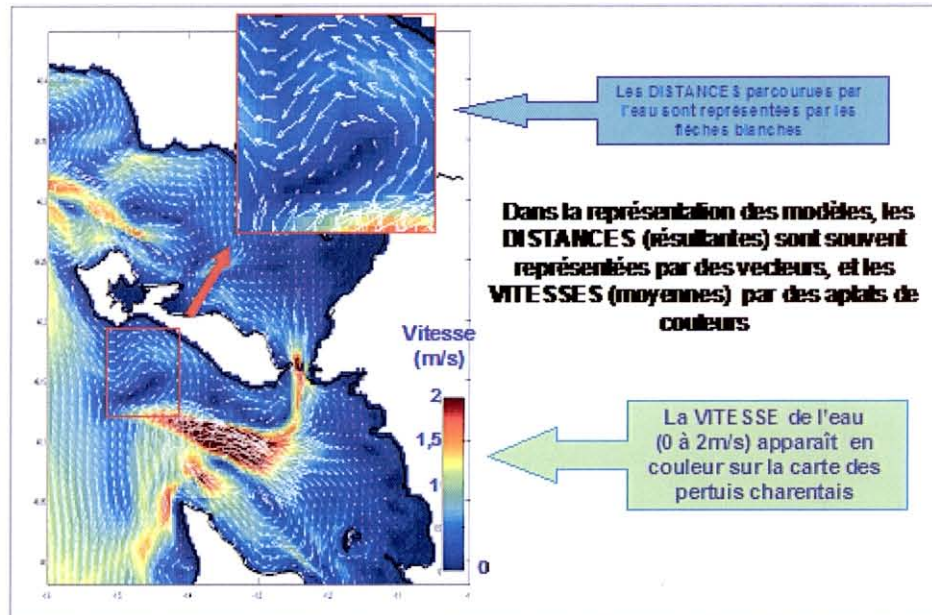 Les DISTANCES parcourues par
l'eau sont représentées par les
flèches blanches
Dans la représentation des modèles, les
DISTANCES (résultantes) sont souvent
représentées par des vecteurs, et les
VITESSES (moyennes) par des aplats de
couleurs
Vitesse
(m/s)
2
1,5
1
0
La VITESSE de l'eau
(0 à 2m/s) apparaît en
couleur sur la carte des
pertuis charentais